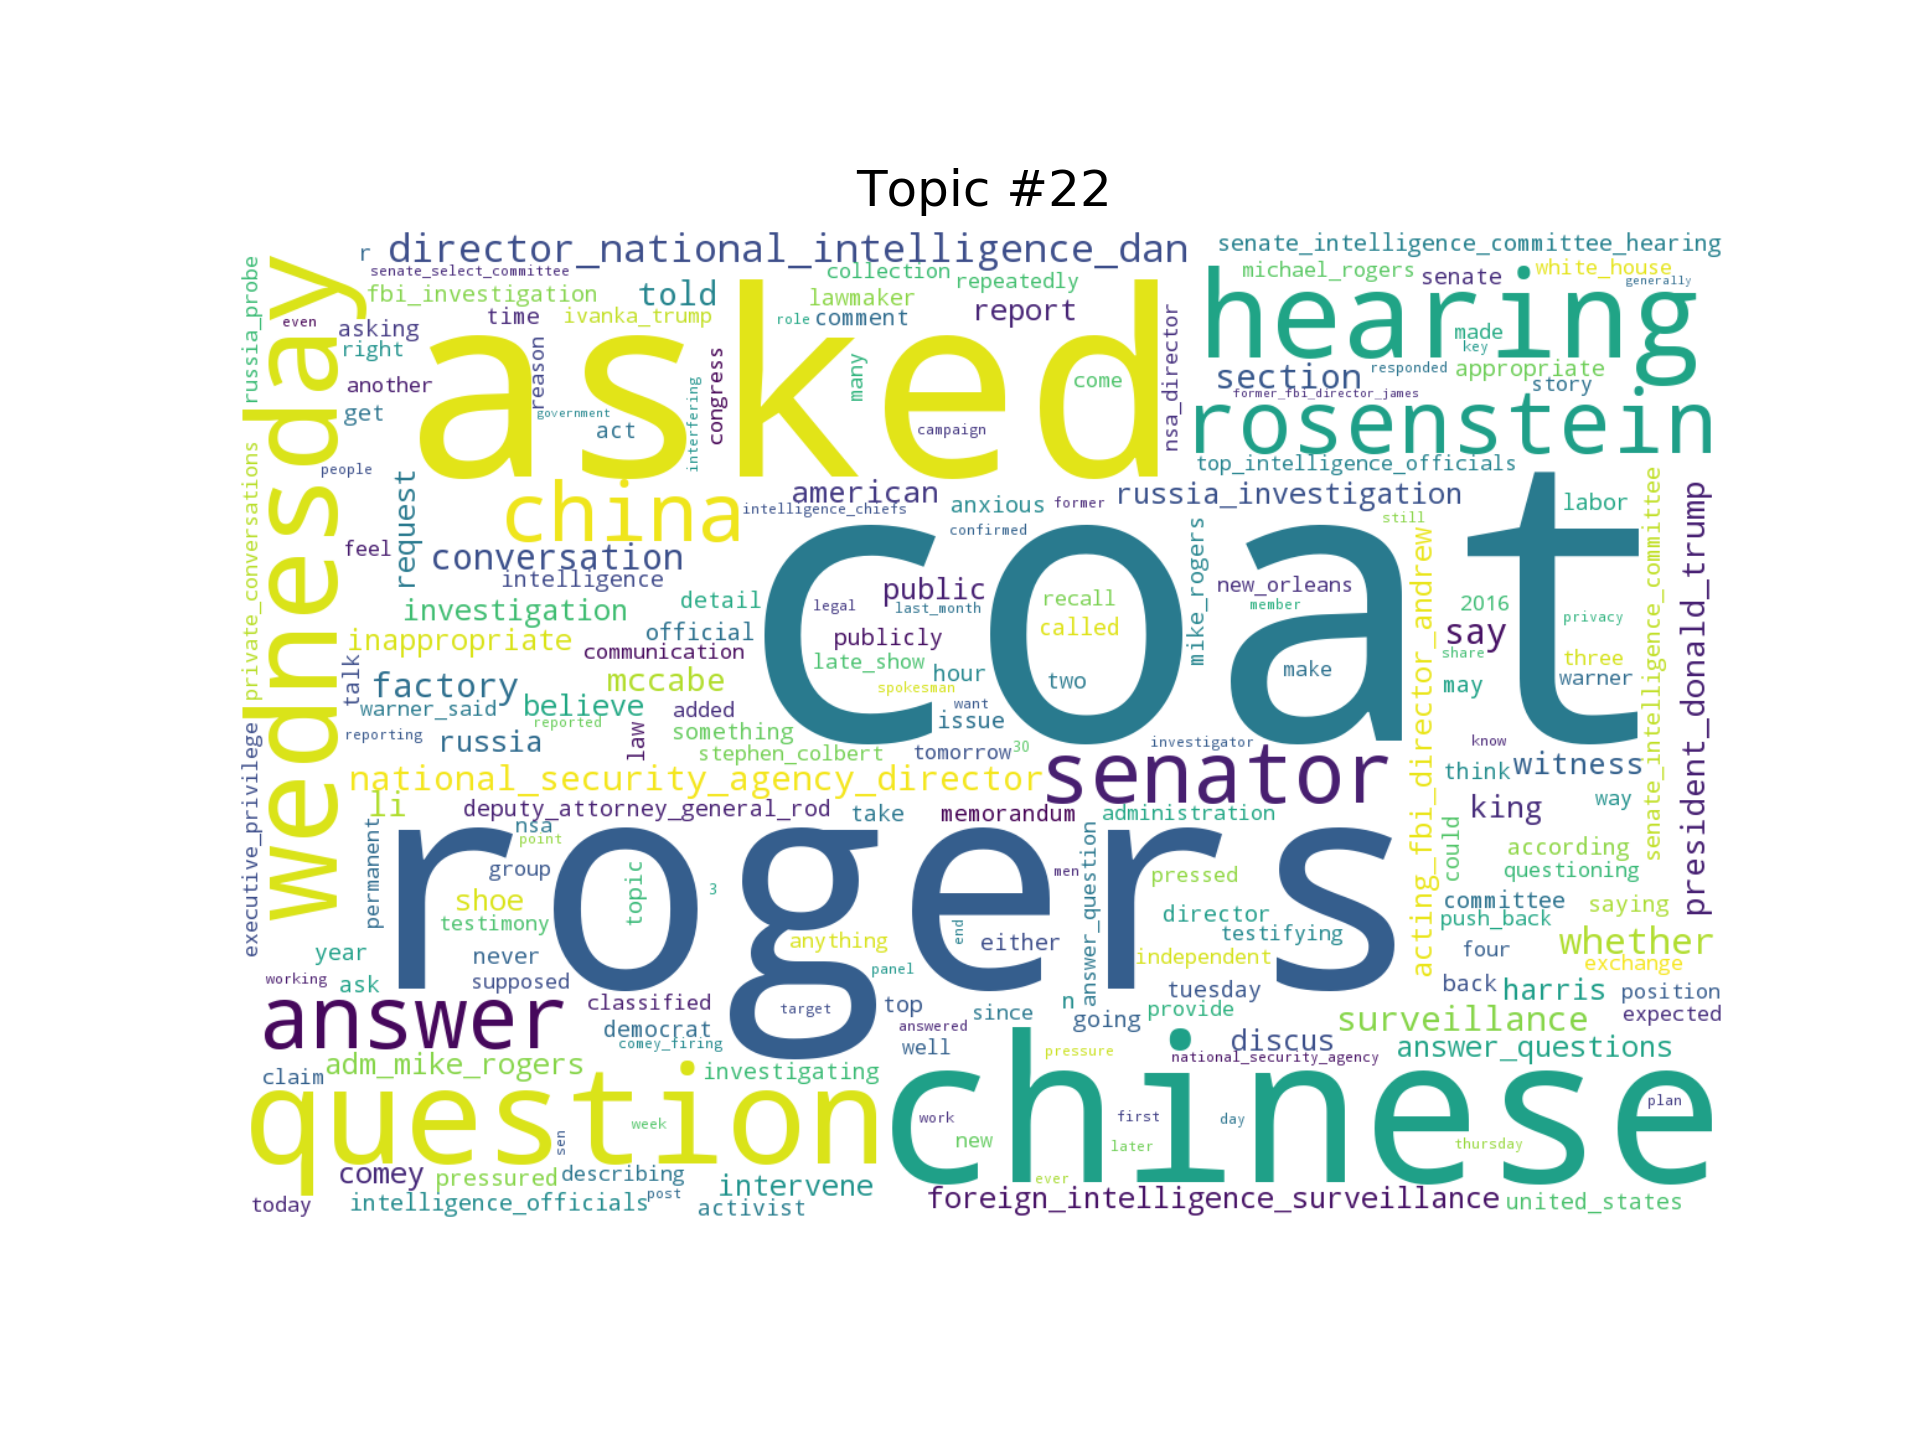 Topic #22
r director_national_intelligence_dan senate_intelligence_committee_hearing
senate_select_committee collection repeatedly michael_rogers senate white_house generally
russia_probe fbi_investigation told lawmaker report hearing
even asking time ivanka_trump role comment nsa_director made key
wednesday right reason asked section responded appropriate
another many come former_fbi_director_james story
get government act interfering congress campaign rosenstein
people top_intelligence_officials
private_conversations request china american intelligence_chiefs anxious former russia_investigation labor senate_intelligence_committee president_donald_trump
feel conversation confirmed still
intelligence coat mike_rogers acting_fbi_director_andrew
investigation detail public legal last_month recall new_orleans member 2016 privacy
inappropriate official publicly called say
communication late_show hour share three
talk factory mccabe spokesman two make may warner
warner_said believe added want
reported something issue
executive_privilege reporting russia law stephen_colbert tomorrow 30 investigator know
national_security_agency_director senator think witness
li deputy_attorney_general_rod take memorandum administration king way
permanent nsa point rogers answer_question could according
group men pressed questioning
shoe topic 3 director committee saying
testimony end testifying push_back
year never anything either independent four whether
working ask supposed panel exchange
answer classified target top since n provide tuesday back harris position
democrat answered going surveillance expected
comey_firing well discus
adm_mike_rogers pressure national_security_agency answer_questions
claim investigating
question chinese plan
week work first day
sen new later thursday
comey pressured describing intervene ever
today intelligence_officials post activist foreign_intelligence_surveillance united_states